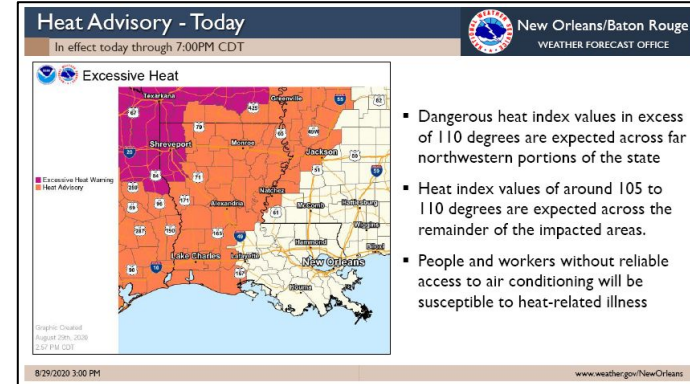 Heat Advisory - Today
In effect today through 7:00PM CDT
New Orleans/Baton Rouge
WEATHER FORECAST OFFICE
Excessive Heat
Excessive Heat Warning
Heat Advisory
Texarkana
Greenville
Shreveport
Monroe
Jackson
Natchez
Alexandria
McComb
Hattiesburg
Wiggins
Hammond
Biloxi
Lake Charles
Lafayette
New Orleans
Houma
Graphic Created
August 29th, 2020
2:57 PM CDT
▪ Dangerous heat index values in excess
of 110 degrees are expected across far
northwestern portions of the state
▪ Heat index values of around 105 to
110 degrees are expected across the
remainder of the impacted areas.
▪ People and workers without reliable
access to air conditioning will be
susceptible to heat-related illness
8/29/2020 3:00 PM
www.weather.gov/NewOrleans